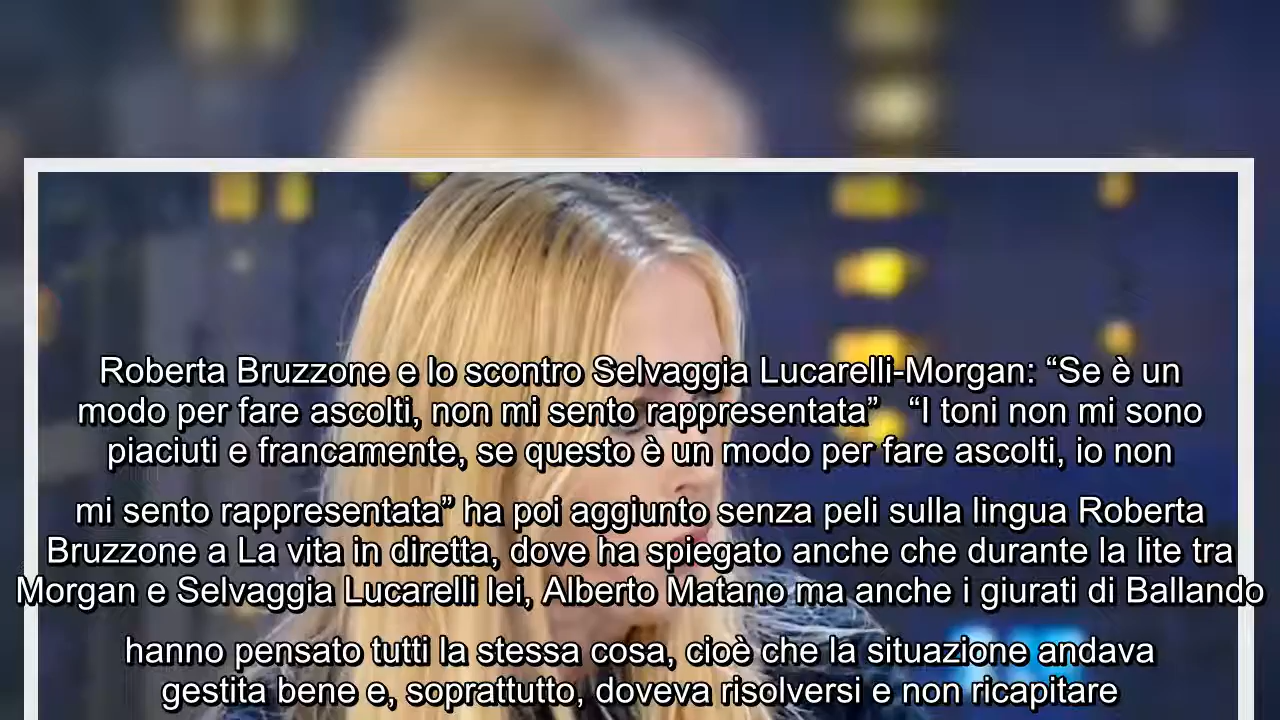 Roberta Bruzzone e lo scontro Selvaggia Lucarelli-Morgan: “Se è un
modo per fare ascolti, non mi sento rappresentata” “I toni non mi sono
piaciuti e francamente, se questo è un modo per fare ascolti, io non
mi sento rappresentata” ha poi aggiunto senza peli sulla lingua Roberta
Bruzzone a La vita in diretta, dove ha spiegato anche che durante la lite tra
Morgan e Selvaggia Lucarelli lei, Alberto Matano ma anche i giurati di Ballando
hanno pensato tutti la stessa cosa, cioè che la situazione andava
gestita bene e, soprattutto, doveva risolversi e non ricapitare